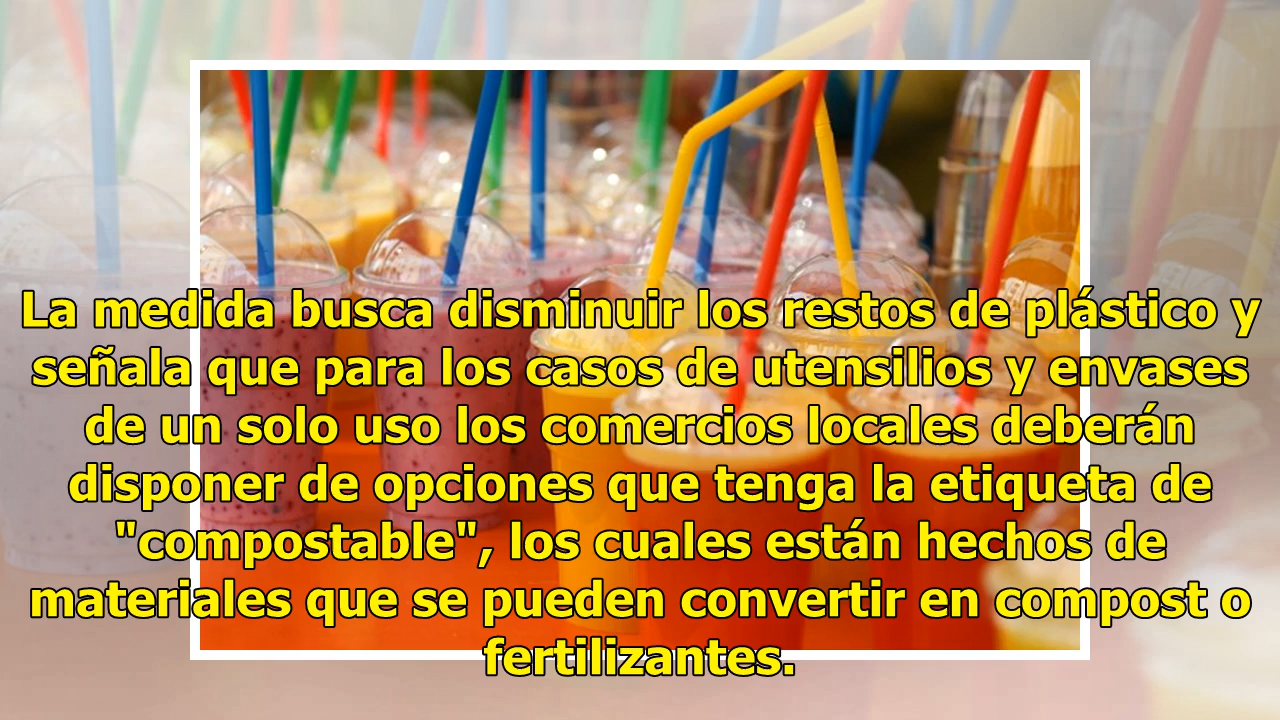 La medida busca disminuir los restos de plástico y
señala que para los casos de utensilios y envases
de un solo uso los comercios locales deberán
disponer de opciones que tenga la etiqueta de
"compostable", los cuales están hechos de
materiales que se pueden convertir en compost o
fertilizantes.